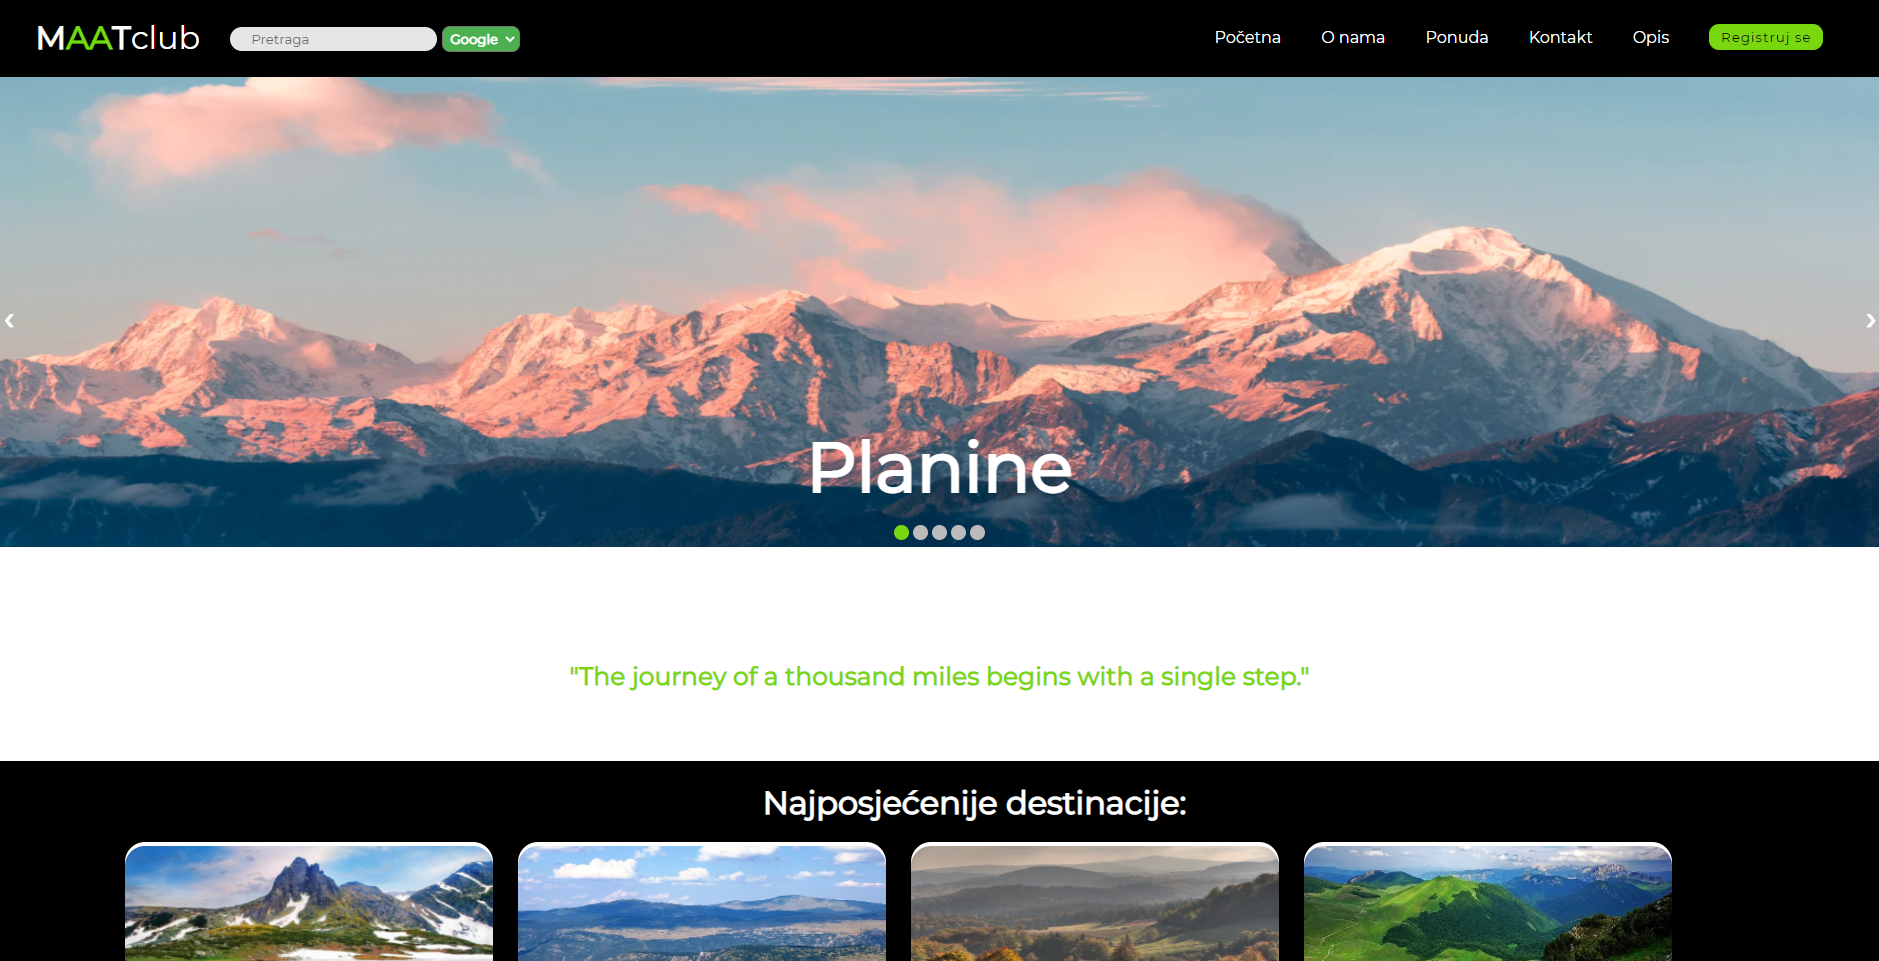 MAATclub
Pretraga
Google
Početna
O nama
Ponuda
Kontakt
Opis
Registruj se
Planine
"The journey of a thousand miles begins with a single step."
Najposjećenije destinacije: